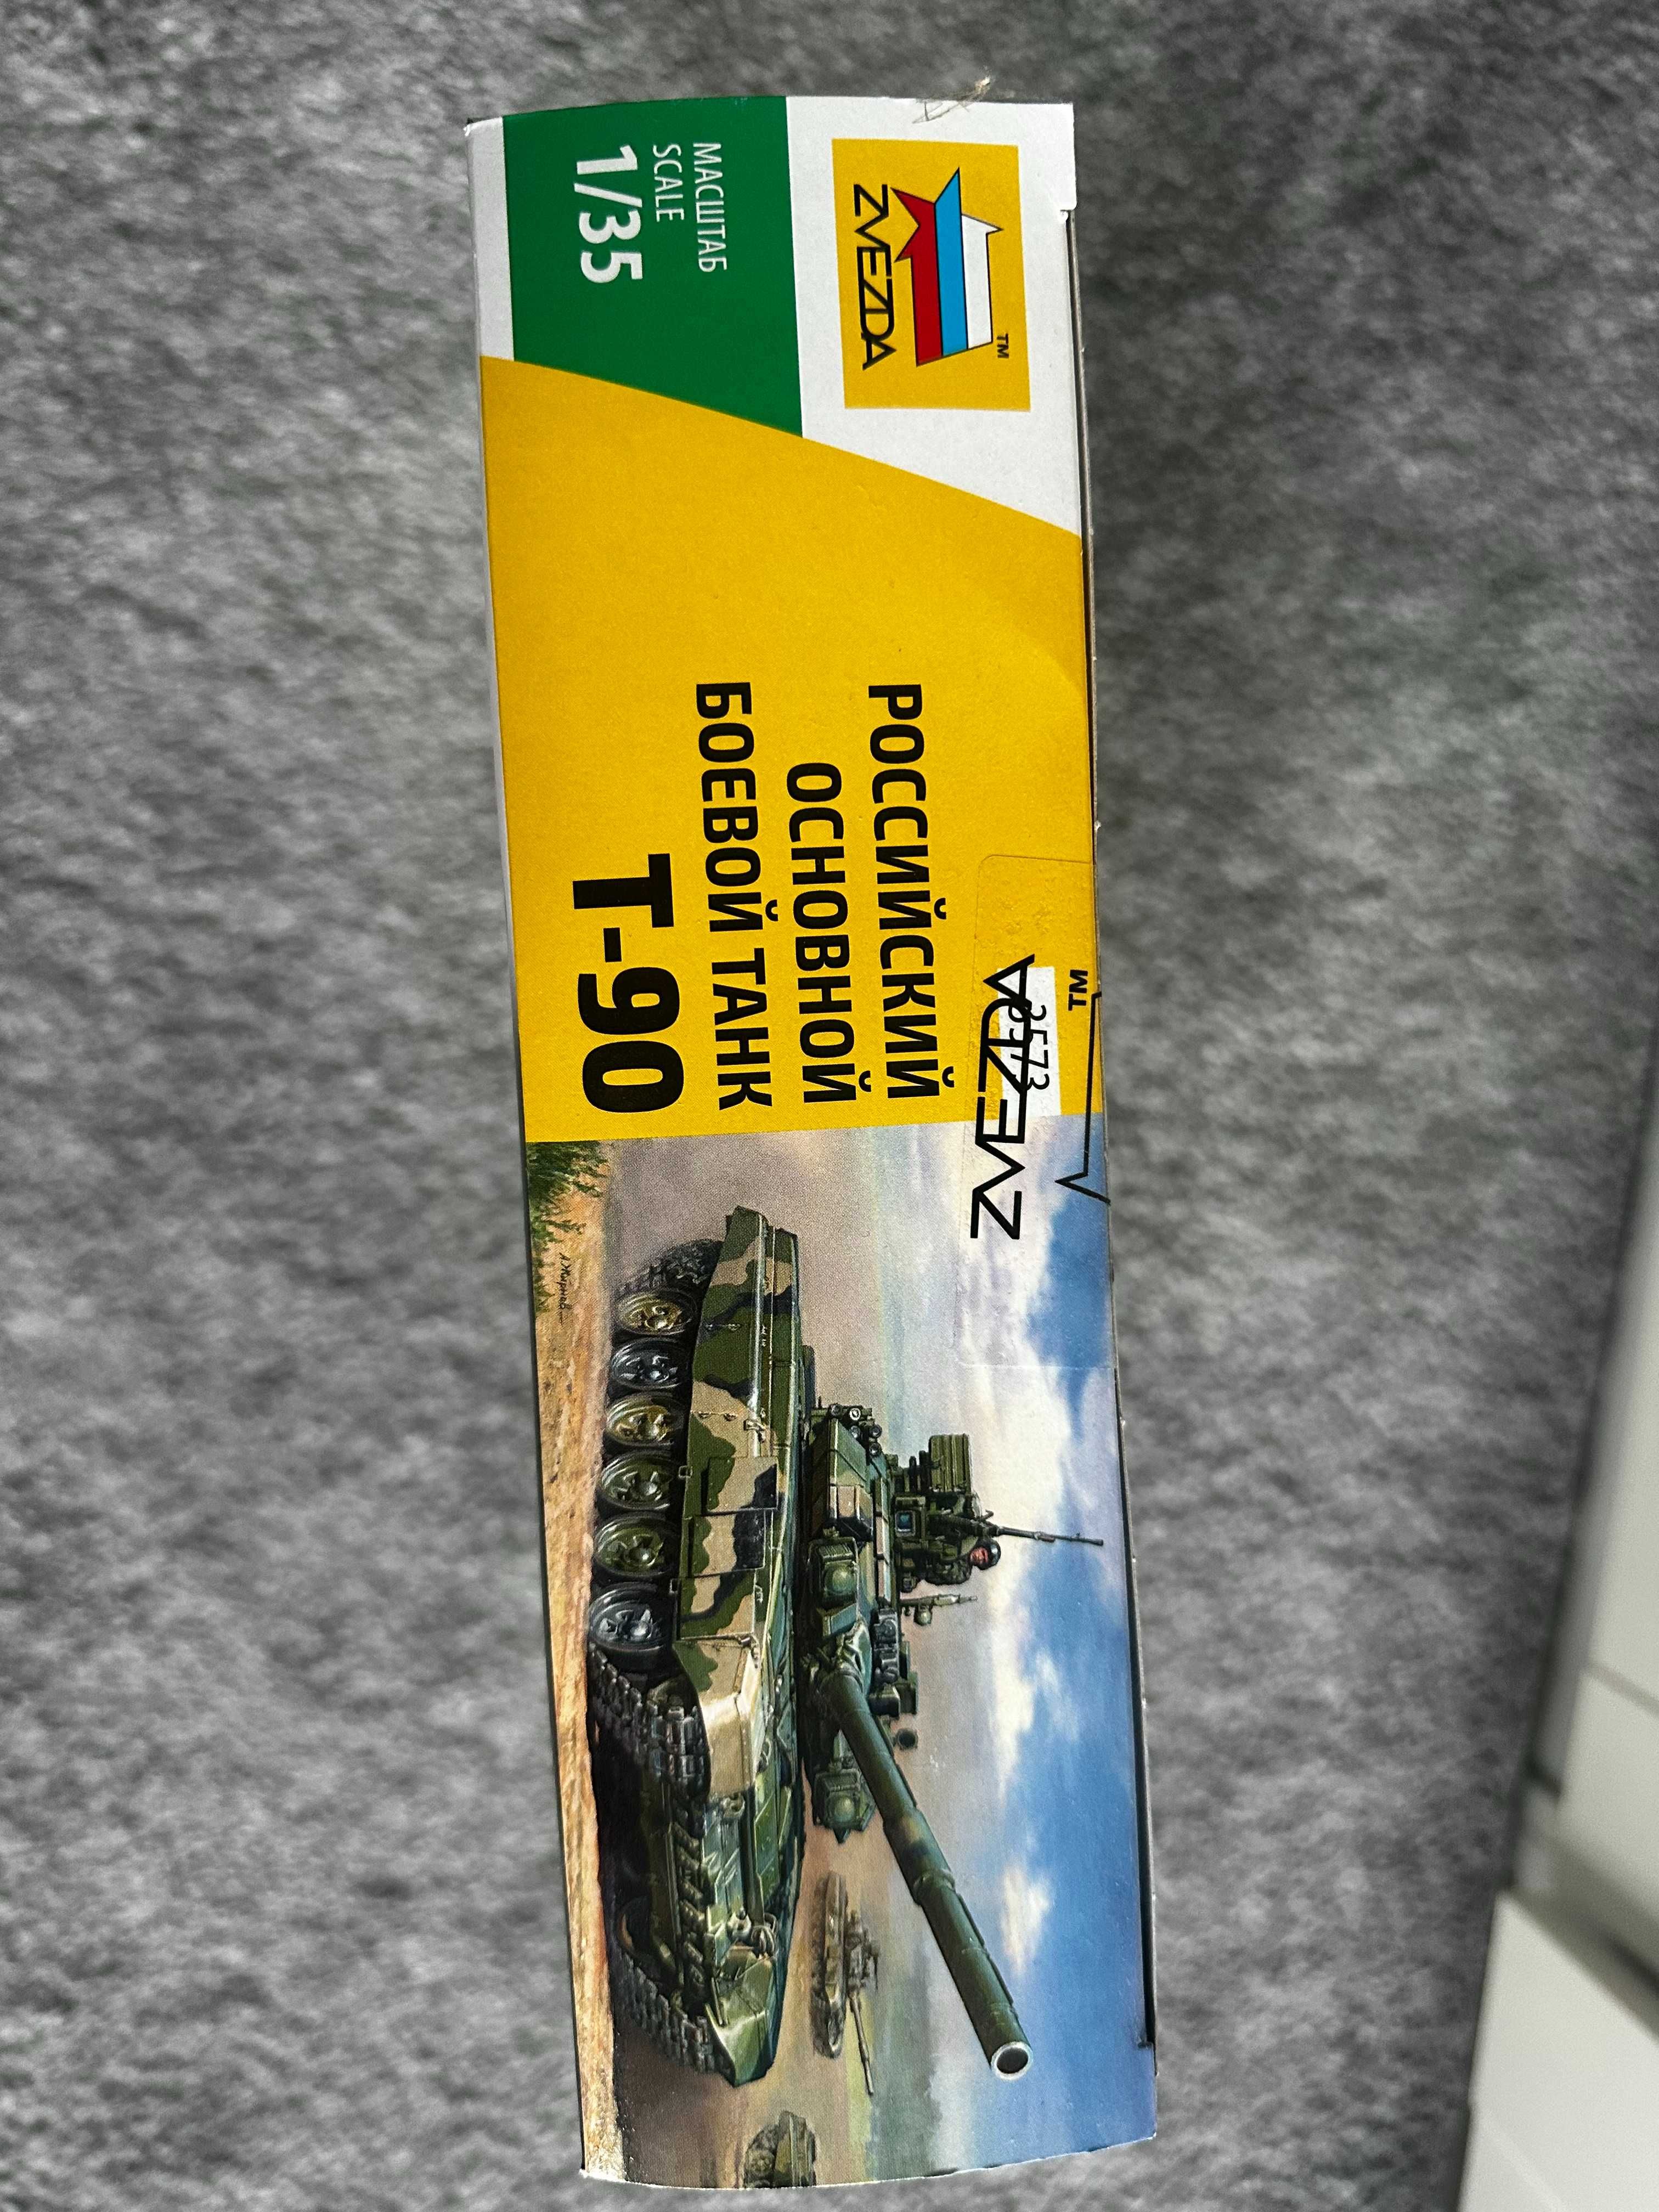 ZVEZDA
TM
МАСШТАБ
SCALE
1/35
РОССИЙСКИЙ
ОСНОВНОЙ
БОЕВОЙ ТАНК
Т-90
TM
3573
ZVEZDA